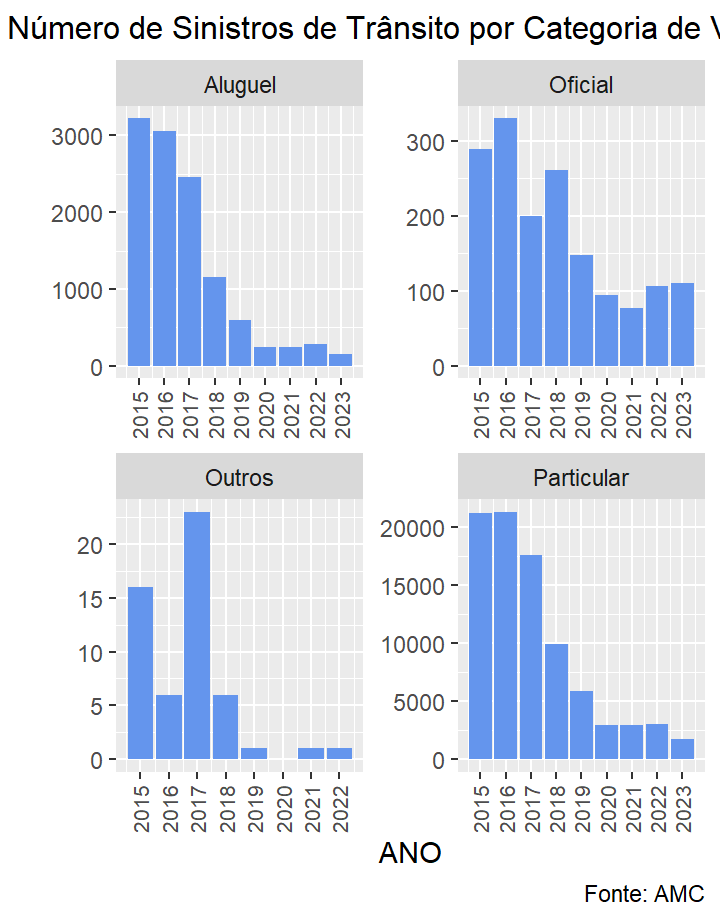 Número de Sinistros de Trânsito por Categoria de V
Aluguel
3000
2000
1000
0
2015 2016 2017 2018 2019 2020 2021 2022 2023
Oficial
300
200
100
0
2015 2016 2017 2018 2019 2020 2021 2022 2023
Outros
20
15
10
5
0
2015 2016 2017 2018 2019 2020 2021 2022
Particular
20000
15000
10000
5000
0
2015 2016 2017 2018 2019 2020 2021 2022 2023
ANO
Fonte: AMC